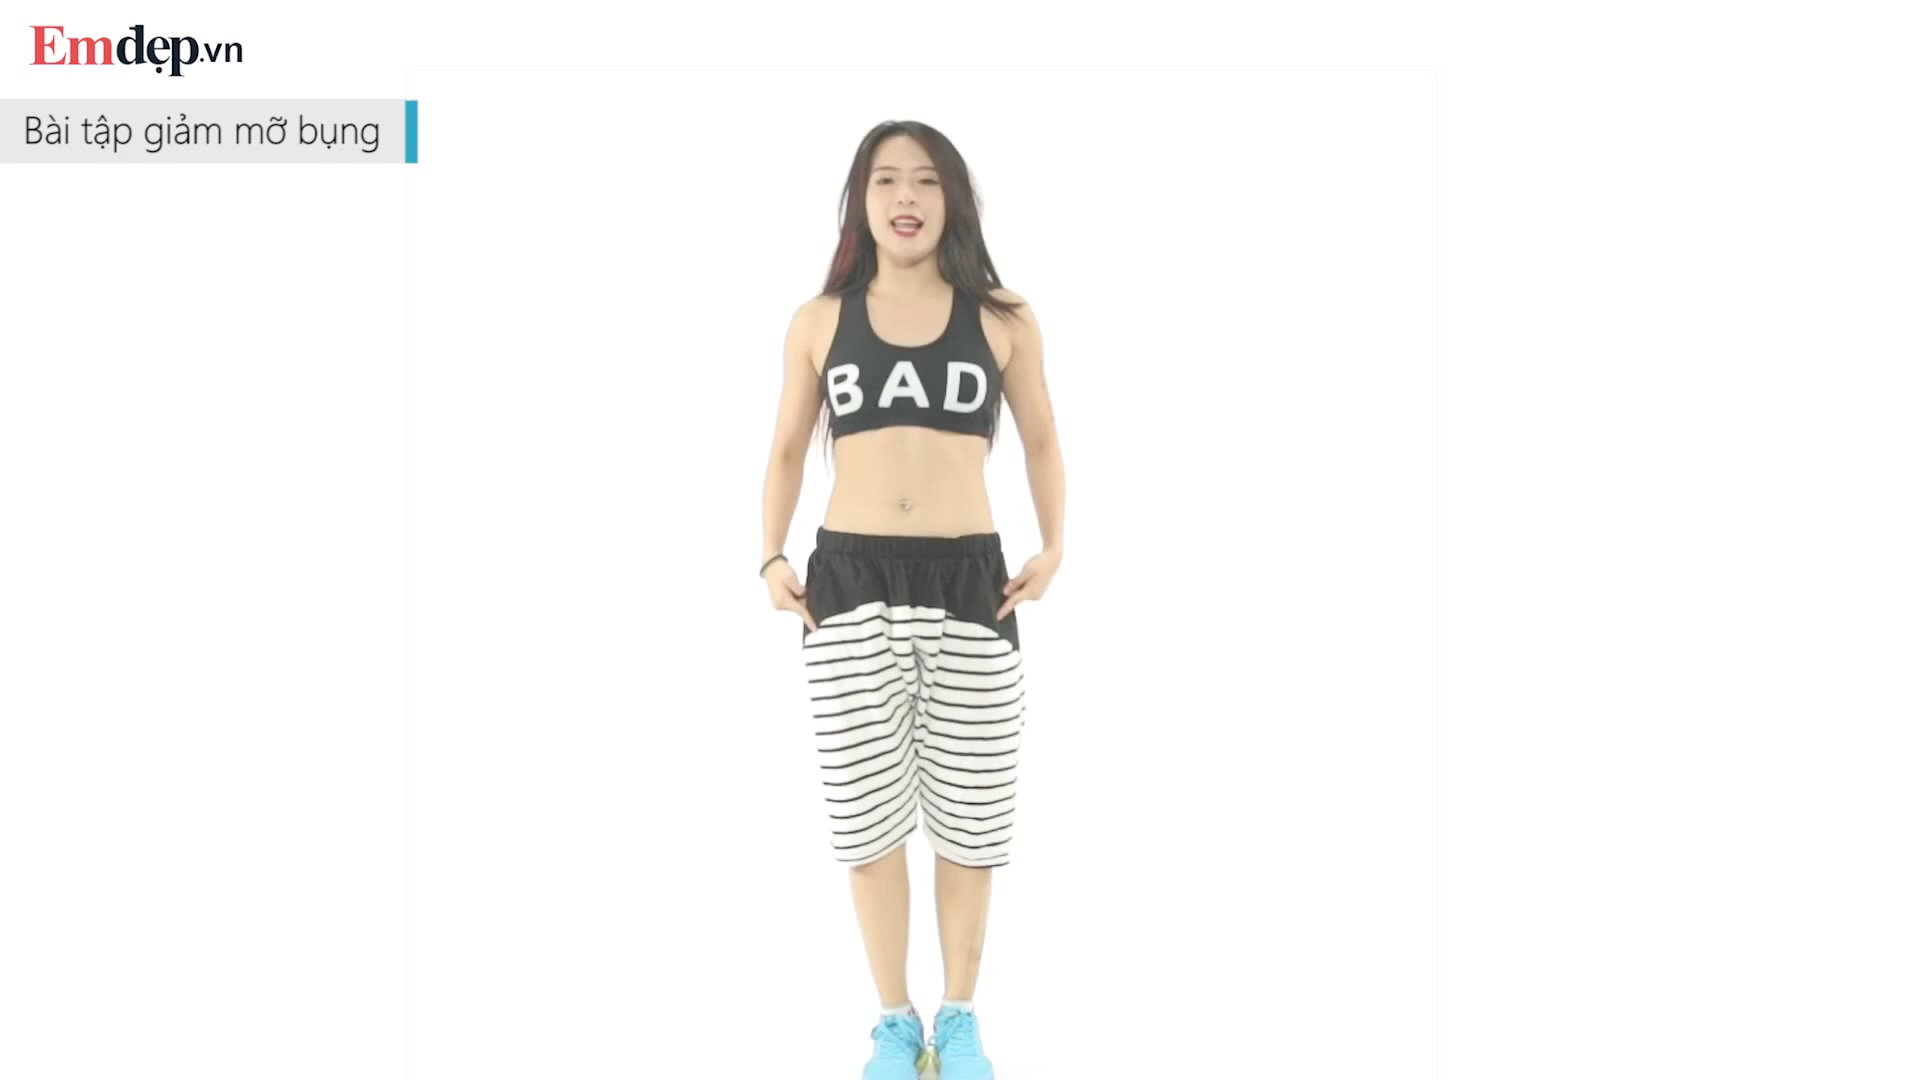 Emdẹp.vn
Bài tập giảm mỡ bụng
BAD